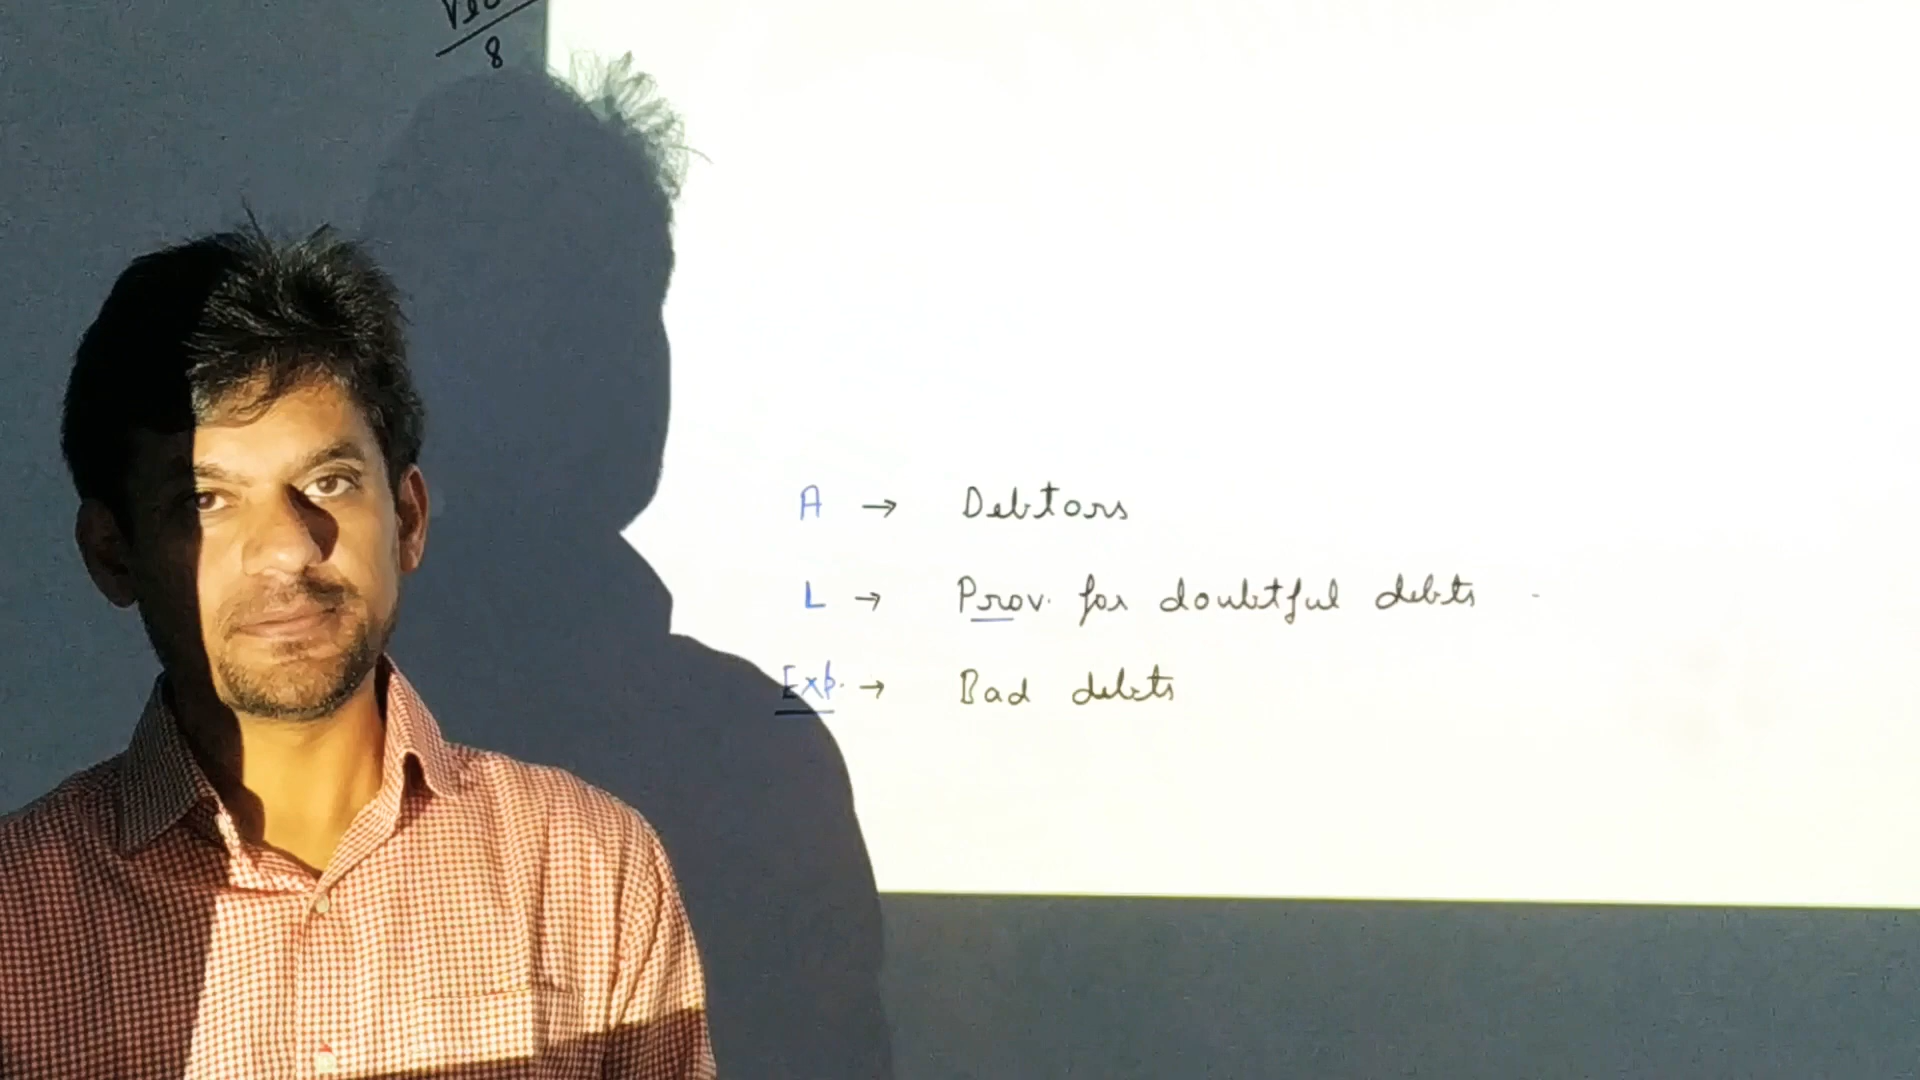 8
A → Debtors
L → Prov. for doubtful debts
Exp. → Bad debts